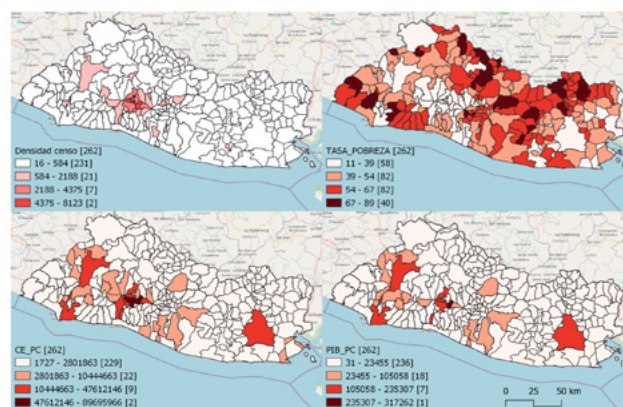 Densidad censo [262]
16 - 584 [231]
584 - 2188 [21]
2188 - 4375 [7]
4375 - 8123 [2]
TASA_POBREZA [262]
11 - 39 [58]
39 - 54 [82]
54 - 67 [82]
67 - 89 [40]
CE_PC [262]
1727 - 2801863 [229]
2801863 - 10444663 [22]
10444663 - 47612146 [9]
47612146 - 89695966 [2]
PIB_PC [262]
31 - 23455 [236]
23455 - 105058 [18]
105058 - 235307 [7]
235307 - 317262 [1]
0 25 50 km